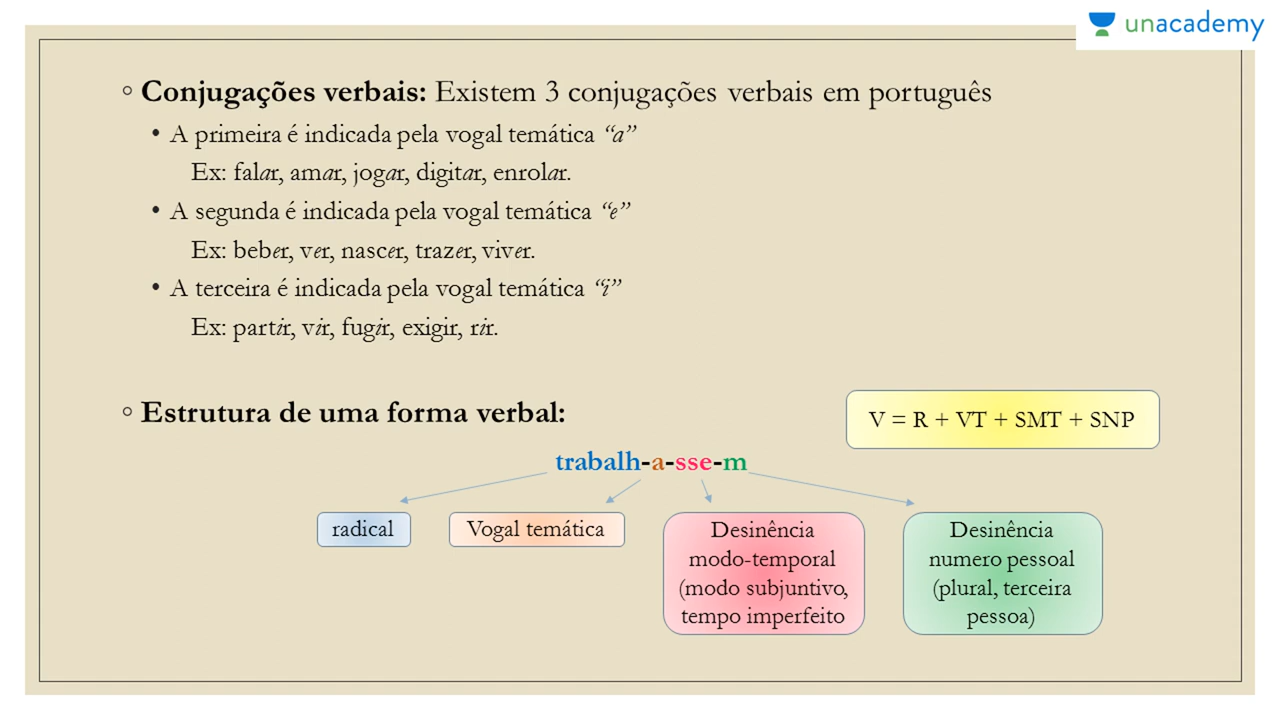 unacademy
◦ Conjugações verbais: Existem 3 conjugações verbais em português
• A primeira é indicada pela vogal temática “a”
Ex: falar, amar, jogar, digitar, enrolar.
• A segunda é indicada pela vogal temática “e”
Ex: beber, ver, nascer, trazer, viver.
• A terceira é indicada pela vogal temática “i”
Ex: partir, vir, fugir, exigir, rir.
◦ Estrutura de uma forma verbal:
V = R + VT + SMT + SNP
trabalh-a-sse-m
radical
Vogal temática
Desinência
modo-temporal
(modo subjuntivo,
tempo imperfeito
Desinência
numero pessoal
(plural, terceira
pessoa)